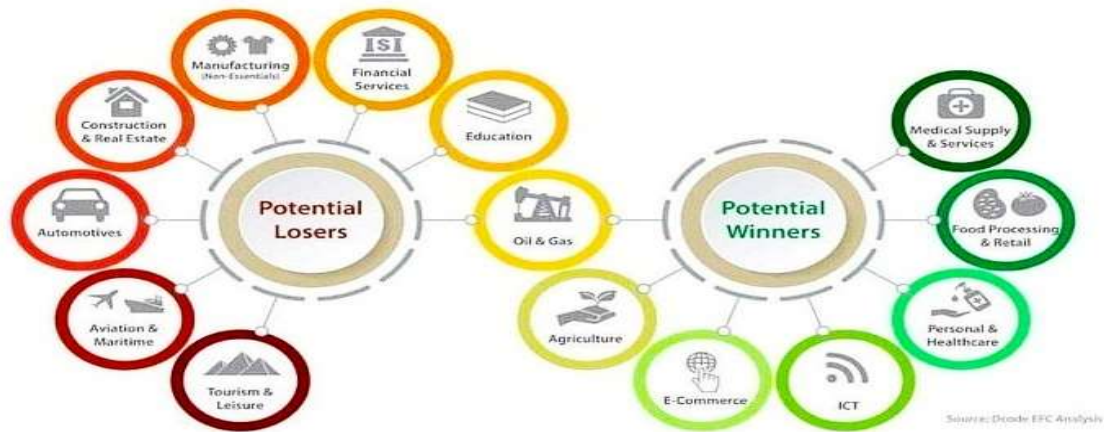 Manufacturing
(Non-Essentials)
Financial
Services
Construction
& Real Estate
Education
Medical Supply
& Services
Automotives
Potential
Losers
Oil & Gas
Potential
Winners
Food Processing
& Retail
Aviation &
Maritime
Agriculture
Personal &
Healthcare
Tourism &
Leisure
E-Commerce
ICT
Source: Dcode EFC Analysis